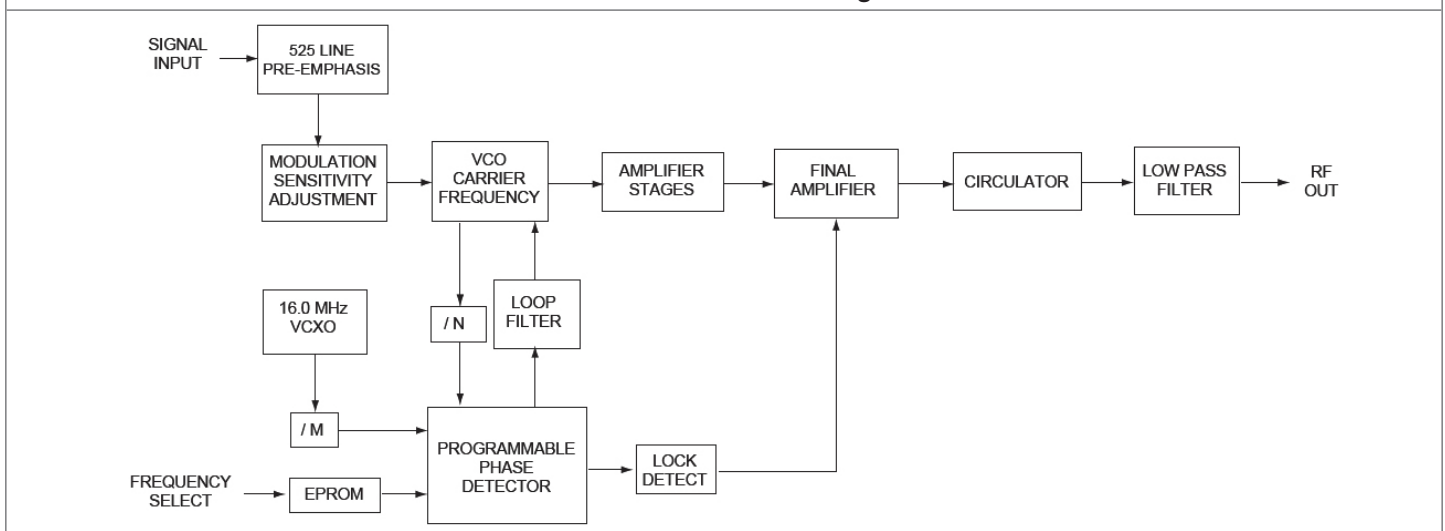 SIGNAL
INPUT
525 LINE
PRE-EMPHASIS
MODULATION
SENSITIVITY
ADJUSTMENT
VCO
CARRIER
FREQUENCY
AMPLIFIER
STAGES
FINAL
AMPLIFIER
CIRCULATOR
LOW PASS
FILTER
RF
OUT
16.0 MHz
VCXO
/ N
LOOP
FILTER
/ M
PROGRAMMABLE
PHASE
DETECTOR
LOCK
DETECT
FREQUENCY
SELECT
EPROM